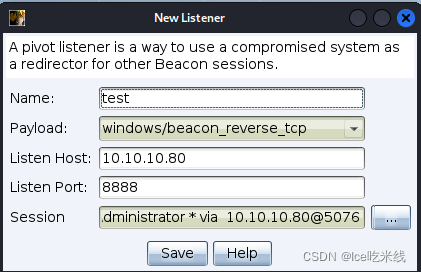 New Listener
A pivot listener is a way to use a compromised system as
a redirector for other Beacon sessions.
Name: test
Payload: windows/beacon_reverse_tcp
Listen Host: 10.10.10.80
Listen Port: 8888
Session .dministrator * via 10.10.10.80@5076 ...
Save Help
CSDN @Icel吃米线